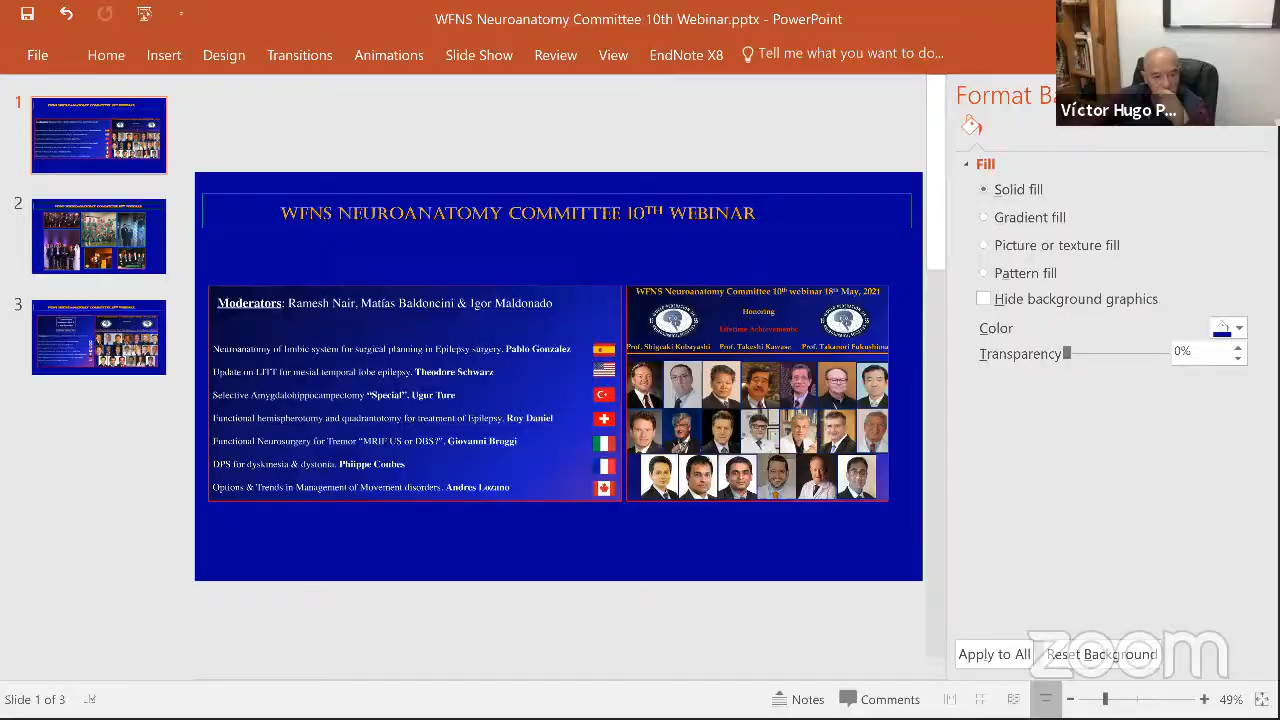 WFNS Neuroanatomy Committee 10th Webinar.pptx - PowerPoint
File Home Insert Design Transitions Animations Slide Show Review View EndNote X8 Tell me what you want to do...
Víctor Hugo P...
1
2
3
WFNS NEUROANATOMY COMMITTEE 10TH WEBINAR
Moderators: Ramesh Nair, Matías Baldoncini & Igor Maldonado
Neuroanatomy of limbic system for surgical planning in Epilepsy surgery. Pablo Gonzalez
Update on LITT for mesial temporal tobe epilepsy. Theodore Schwarz
Selective Amygdalohippocampectomy “Special”. Ugur Ture
Functional hemispherotomy and quadrantotomy for treatment of Epilepsy. Roy Daniel
Functional Neurosurgery for Tremor “MRIF US or DBS?”. Giovanni Broggi
DPS for dyskinesia & dystonia. Phiippe Coubes
Options & Trends in Management of Movement disorders. Andres Lozano
WFNS Neuroanatomy Committee 10th webinar 18th May, 2021
Honoring
Lifetime Achievements:
Prof. Shigeaki Kobayashi Prof. Takeshi Kawase Prof. Takanori Fukushima
Format Ba
Fill
Solid fill
Gradient fill
Picture or texture fill
Pattern fill
Hide background graphics
Color
Transparency 0%
Apply to All Reset Background
zoom
Slide 1 of 3 Notes Comments 49%